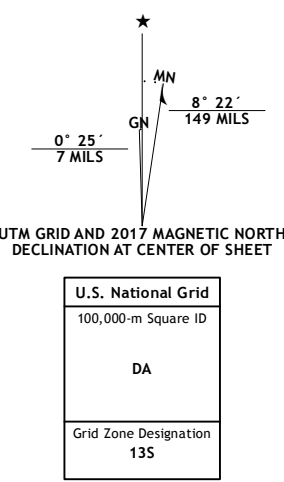 ★
MN
8° 22´
149 MILS
GN
0° 25´
7 MILS
UTM GRID AND 2017 MAGNETIC NORTH
DECLINATION AT CENTER OF SHEET
U.S. National Grid
100,000-m Square ID
DA
Grid Zone Designation
13S